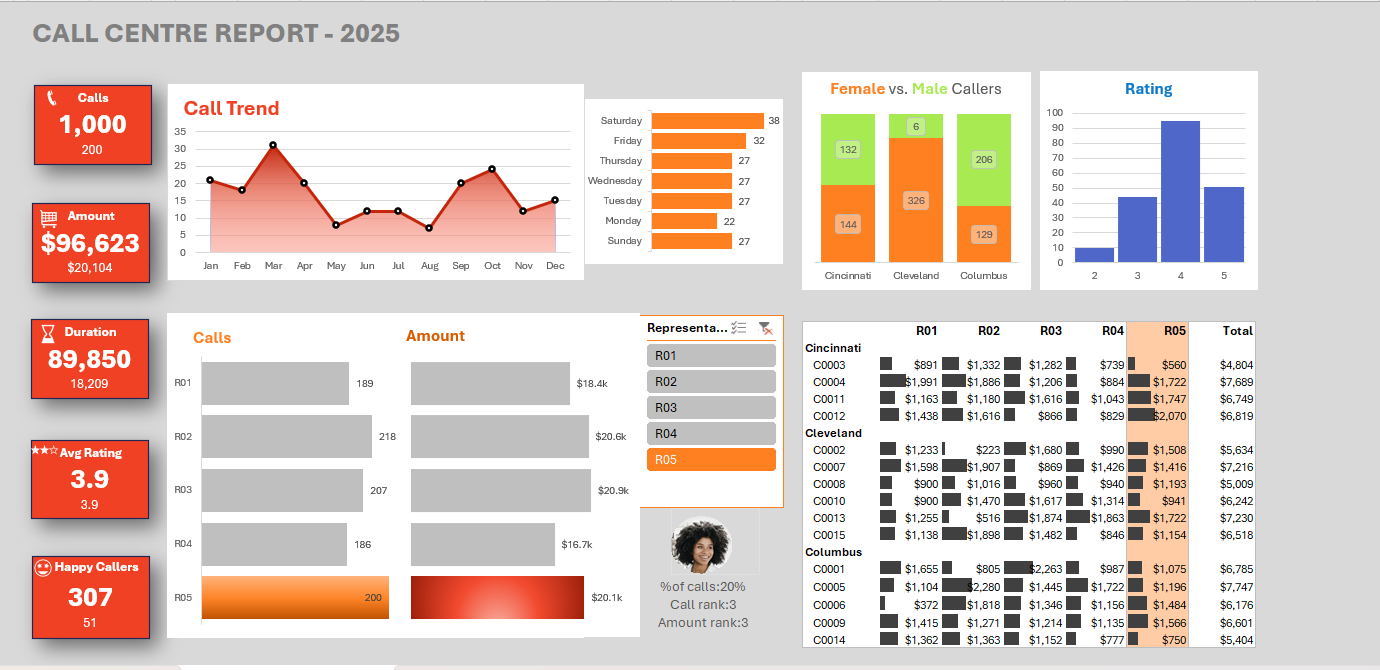 CALL CENTRE REPORT - 2025
Calls
1,000
200
Amount
$96,623
$20,104
Duration
89,850
18,209
Avg Rating
3.9
3.9
Happy Callers
307
51
Call Trend
35
30
25
20
15
10
5
0
Jan Feb Mar Apr May Jun Jul Aug Sep Oct Nov Dec
Saturday 38
Friday 32
Thursday 27
Wednesday 27
Tuesday 27
Monday 22
Sunday 27
Female vs. Male Callers
132 6 206
144 326 129
Cincinnati Cleveland Columbus
Rating
100
90
80
70
60
50
40
30
20
10
0
2 3 4 5
Calls Amount
R01 189 $18.4k
R02 218 $20.6k
R03 207 $20.9k
R04 186 $16.7k
R05 200 $20.1k
Representa...
R01
R02
R03
R04
R05
%of calls:20%
Call rank:3
Amount rank:3
R01 R02 R03 R04 R05 Total
Cincinnati
C0003 $891 $1,332 $1,282 $739 $560 $4,804
C0004 $1,991 $1,886 $1,206 $884 $1,722 $7,689
C0011 $1,163 $1,180 $1,616 $1,043 $1,747 $6,749
C0012 $1,438 $1,616 $866 $829 $2,070 $6,819
Cleveland
C0002 $1,233 $223 $1,680 $990 $1,508 $5,634
C0007 $1,598 $1,907 $869 $1,426 $1,416 $7,216
C0008 $900 $1,016 $960 $940 $1,193 $5,009
C0010 $900 $1,470 $1,617 $1,314 $941 $6,242
C0013 $1,255 $516 $1,874 $1,863 $1,722 $7,230
C0015 $1,138 $1,898 $1,482 $846 $1,154 $6,518
Columbus
C0001 $1,655 $805 $2,263 $987 $1,075 $6,785
C0005 $1,104 $2,280 $1,445 $1,722 $1,196 $7,747
C0006 $372 $1,818 $1,346 $1,156 $1,484 $6,176
C0009 $1,415 $1,271 $1,214 $1,135 $1,566 $6,601
C0014 $1,362 $1,363 $1,152 $777 $750 $5,404